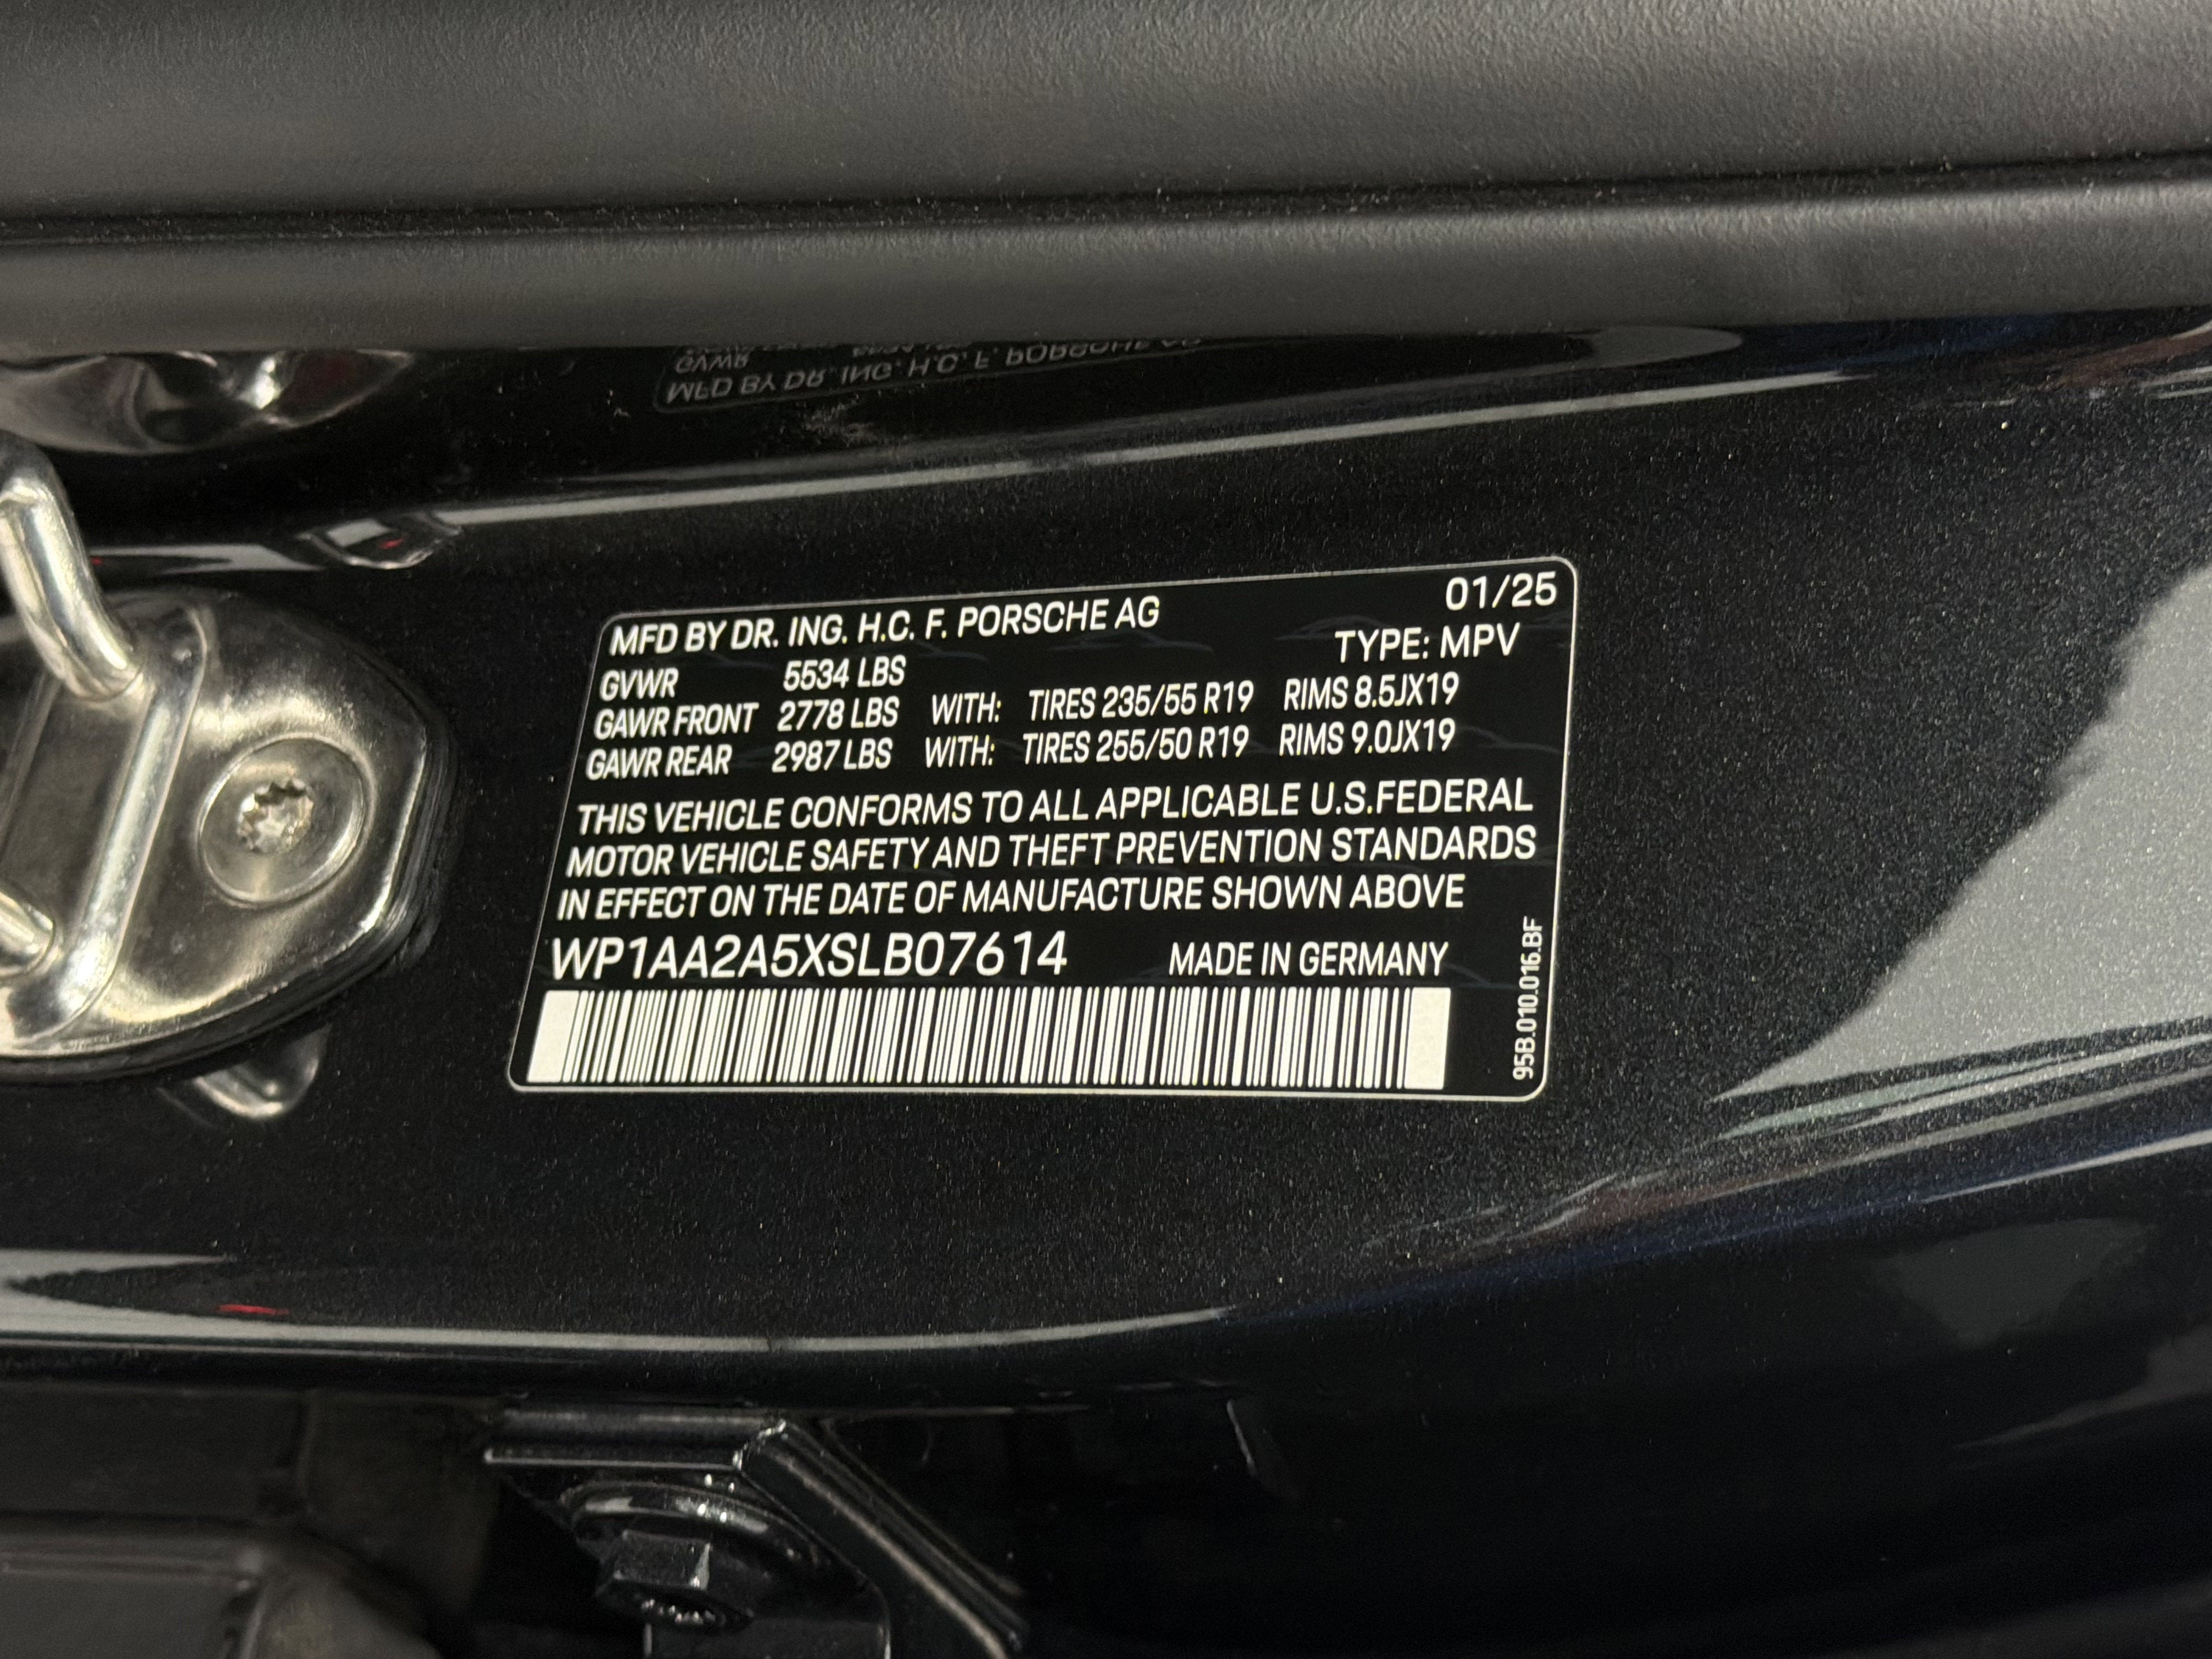 MFD BY DR. ING. H.C. F. PORSCHE AG 01/25
TYPE: MPV
GVWR 5534 LBS
GAWR FRONT 2778 LBS WITH: TIRES 235/55 R19 RIMS 8.5JX19
GAWR REAR 2987 LBS WITH: TIRES 255/50 R19 RIMS 9.0JX19
THIS VEHICLE CONFORMS TO ALL APPLICABLE U.S.FEDERAL
MOTOR VEHICLE SAFETY AND THEFT PREVENTION STANDARDS
IN EFFECT ON THE DATE OF MANUFACTURE SHOWN ABOVE
WP1AA2A5XSLB07614 MADE IN GERMANY
95B.010.016.BF